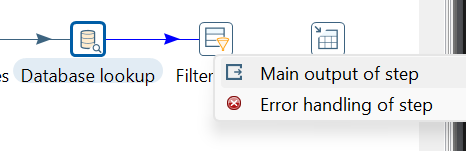 es
Database lookup
Filter
Main output of step
Error handling of step